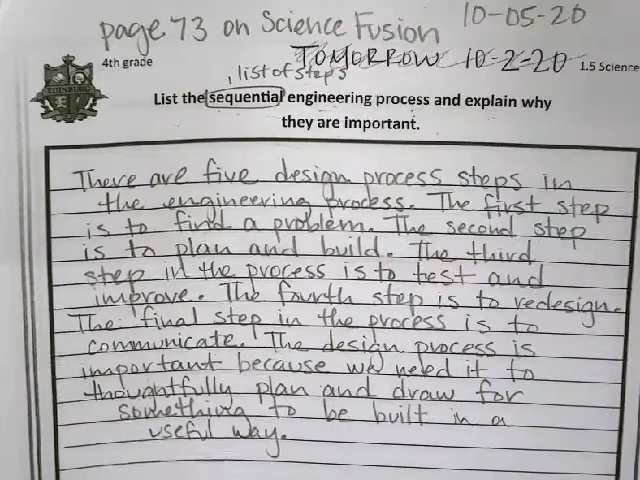 page 73 on Science Fusion 10-05-20
TOMORROW 10-2-20
4th grade
1.5 Science
, list of steps
List the sequential engineering process and explain why
they are important.
There are five design process steps in
the engineering process. The first step
is to find a problem. The second step
is to plan and build. The third
step in the process is to test and
improve. The fourth step is to redesign.
The final step in the process is to
communicate. The design process is
important because we need it to
thoughtfully plan and draw for
something to be built in a
useful way.